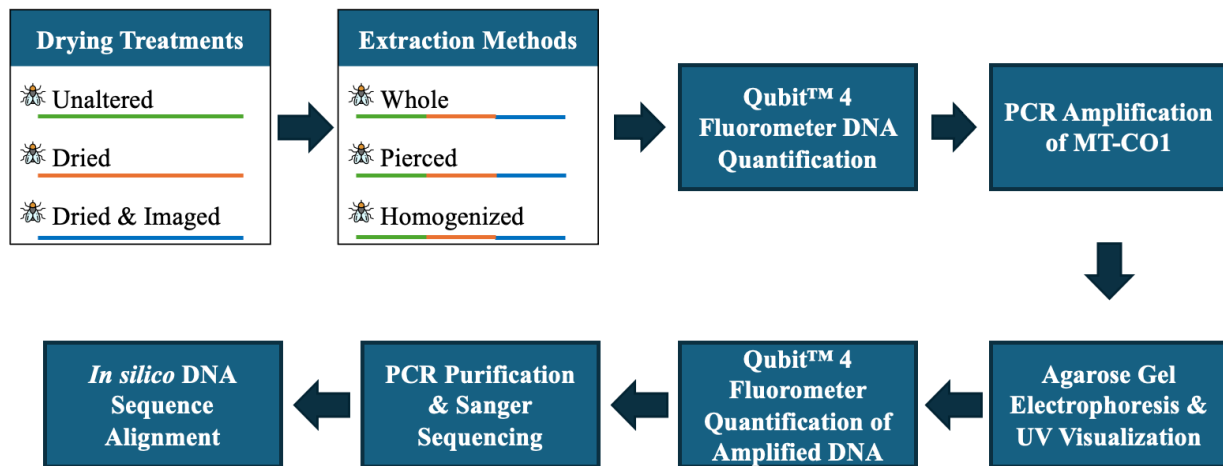 Drying Treatments
Unaltered
Dried
Dried & Imaged
Extraction Methods
Whole
Pierced
Homogenized
Qubit™ 4
Fluorometer DNA
Quantification
PCR Amplification
of MT-CO1
Agarose Gel
Electrophoresis &
UV Visualization
Qubit™ 4
Fluorometer
Quantification of
Amplified DNA
PCR Purification
& Sanger
Sequencing
In silico DNA
Sequence
Alignment